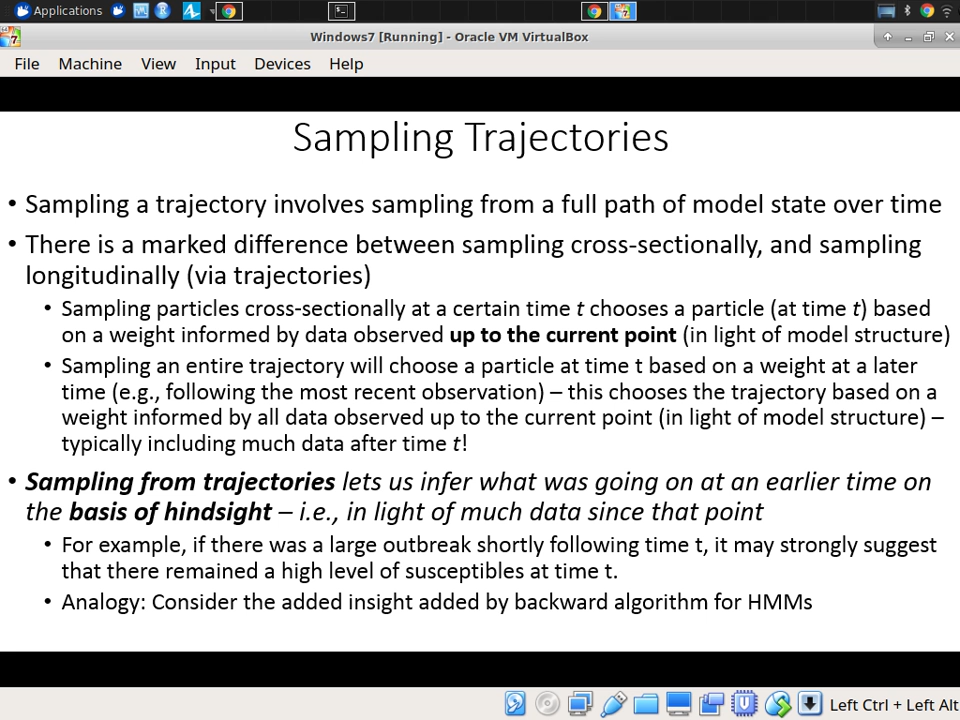 Applications
Windows7 [Running] - Oracle VM VirtualBox
File Machine View Input Devices Help
Sampling Trajectories
• Sampling a trajectory involves sampling from a full path of model state over time
• There is a marked difference between sampling cross-sectionally, and sampling
longitudinally (via trajectories)
• Sampling particles cross-sectionally at a certain time t chooses a particle (at time t) based
on a weight informed by data observed up to the current point (in light of model structure)
• Sampling an entire trajectory will choose a particle at time t based on a weight at a later
time (e.g., following the most recent observation) – this chooses the trajectory based on a
weight informed by all data observed up to the current point (in light of model structure) –
typically including much data after time t!
• Sampling from trajectories lets us infer what was going on at an earlier time on
the basis of hindsight – i.e., in light of much data since that point
• For example, if there was a large outbreak shortly following time t, it may strongly suggest
that there remained a high level of susceptibles at time t.
• Analogy: Consider the added insight added by backward algorithm for HMMs
Left Ctrl + Left Alt